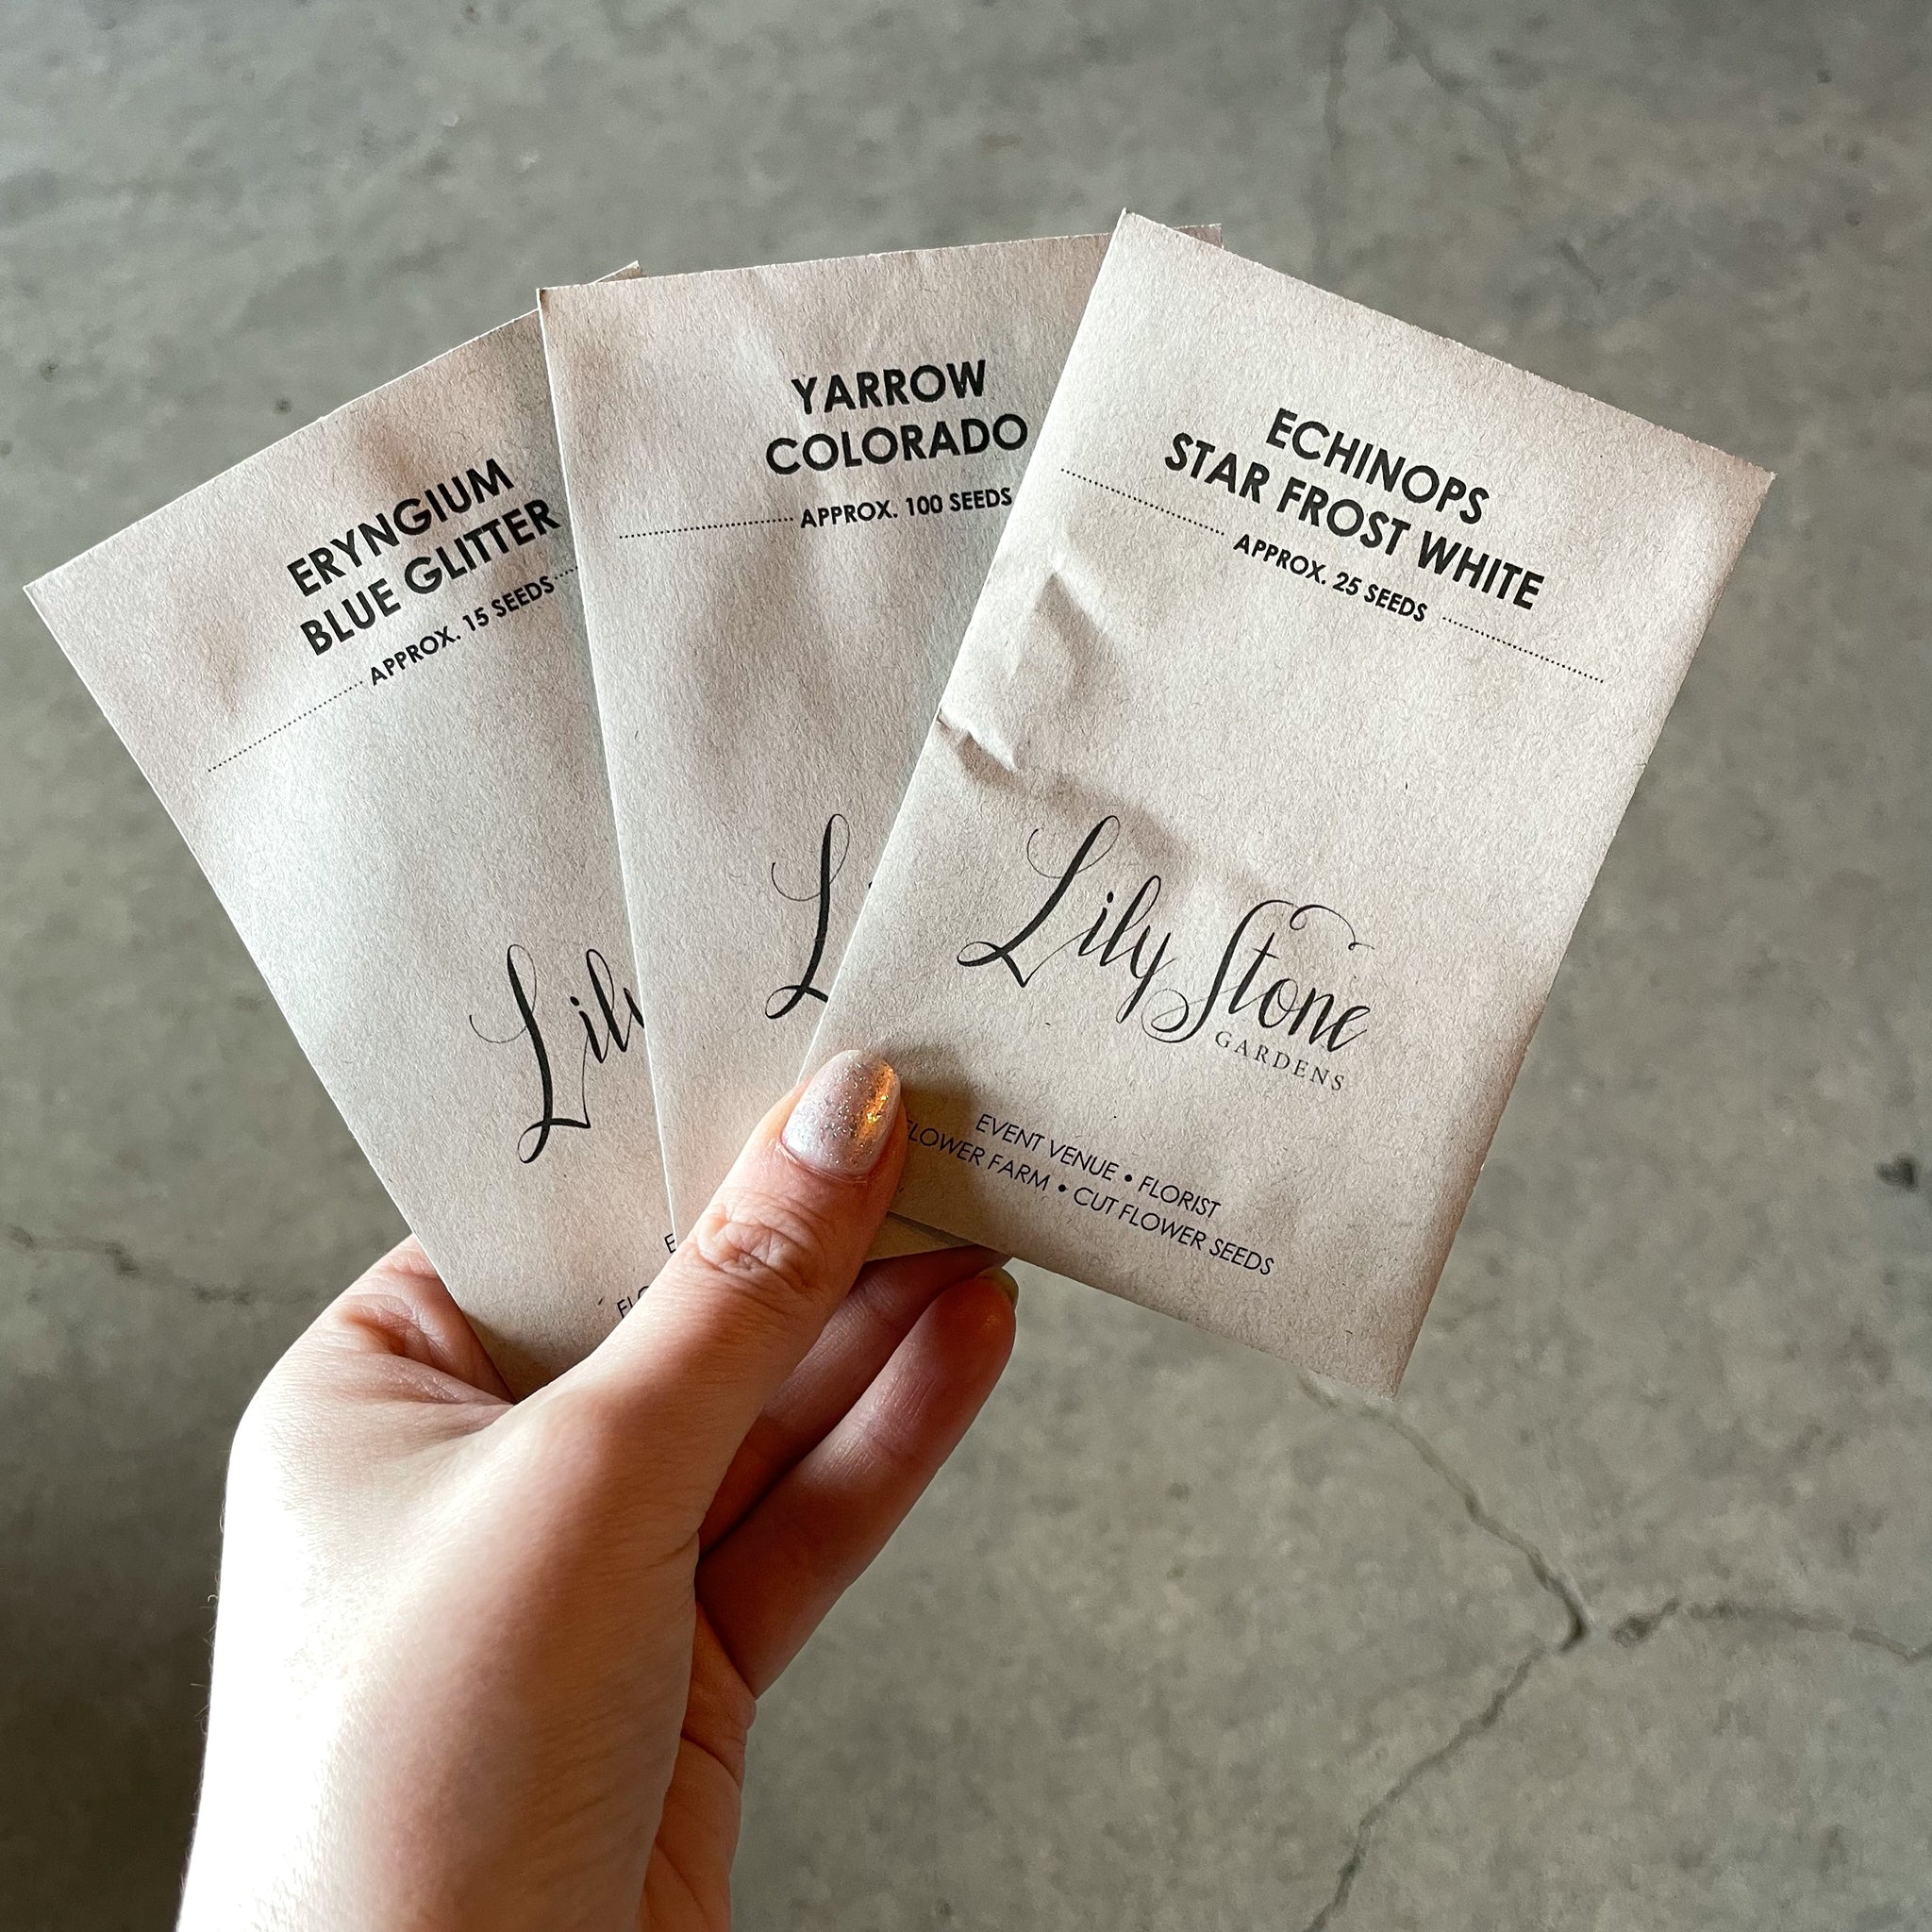 ERYNGIUM
BLUE GLITTER
APPROX. 15 SEEDS
Lily
YARROW
COLORADO
APPROX. 100 SEEDS
ECHINOPS
STAR FROST WHITE
APPROX. 25 SEEDS
Lily Stone
GARDENS
EVENT VENUE • FLORIST
FLOWER FARM • CUT FLOWER SEEDS